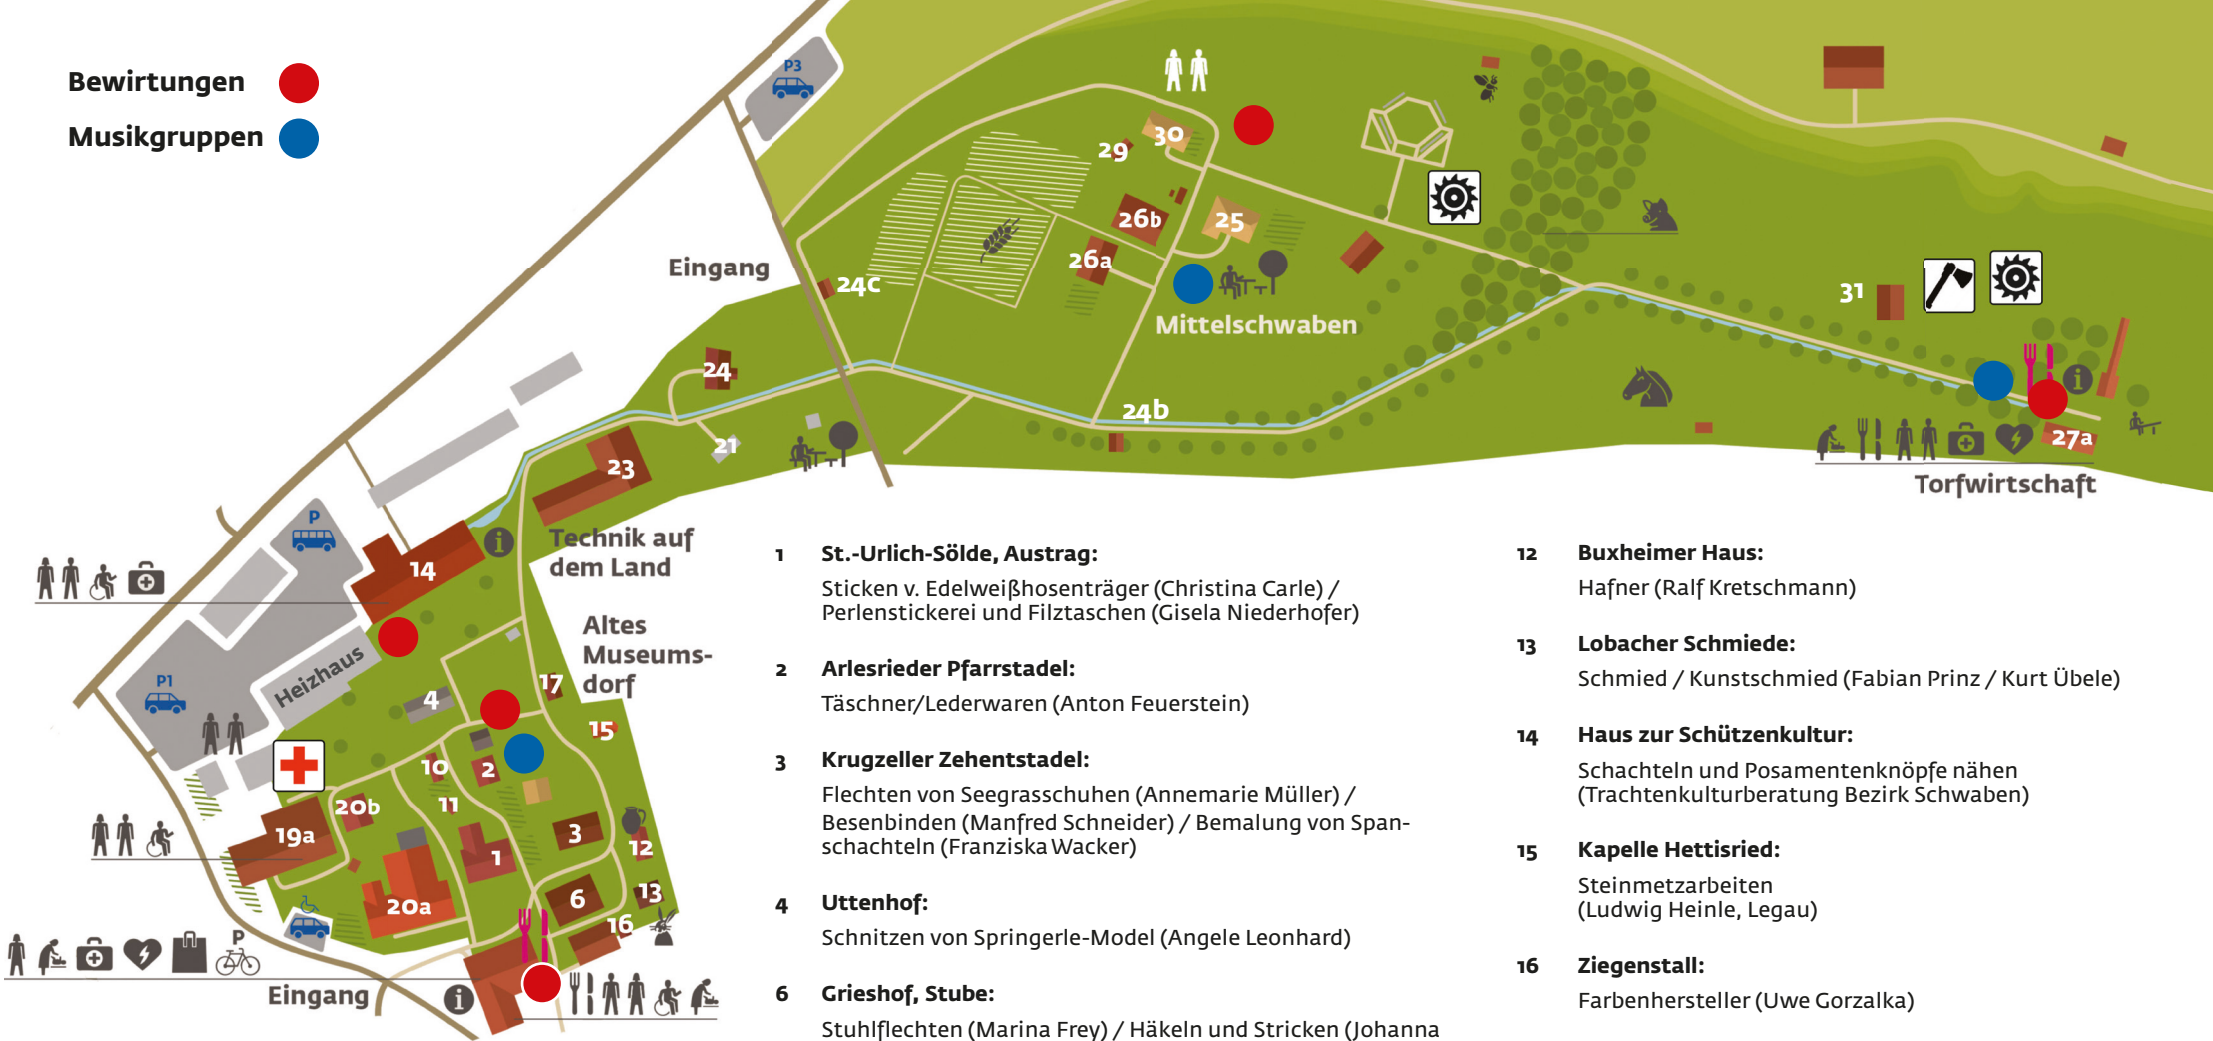 Bewirtungen
Musikgruppen
P3
30
29
26b
25
26a
Eingang
24c
Mittelschwaben
31
24
24b
21
27a
Torfwirtschaft
23
P
14
Technik auf
dem Land
Altes
Museums-
dorf
Heizhaus
P1
17
4
15
10
2
11
20b
19a
3
12
1
20a
6
13
16
P
Eingang
1 St.-Urlich-Sölde, Austrag:
Sticken v. Edelweißhosenträger (Christina Carle) /
Perlenstickerei und Filztaschen (Gisela Niederhofer)
2 Arlesrieder Pfarrstadel:
Täschner/Lederwaren (Anton Feuerstein)
3 Krugzeller Zehentstadel:
Flechten von Seegrasschuhen (Annemarie Müller) /
Besenbinden (Manfred Schneider) / Bemalung von Span-
schachteln (Franziska Wacker)
4 Uttenhof:
Schnitzen von Springerle-Model (Angele Leonhard)
6 Grieshof, Stube:
Stuhlflechten (Marina Frey) / Häkeln und Stricken (Johanna
12 Buxheimer Haus:
Hafner (Ralf Kretschmann)
13 Lobacher Schmiede:
Schmied / Kunstschmied (Fabian Prinz / Kurt Übele)
14 Haus zur Schützenkultur:
Schachteln und Posamentenknöpfe nähen
(Trachtenkulturberatung Bezirk Schwaben)
15 Kapelle Hettisried:
Steinmetzarbeiten
(Ludwig Heinle, Legau)
16 Ziegenstall:
Farbenhersteller (Uwe Gorzalka)